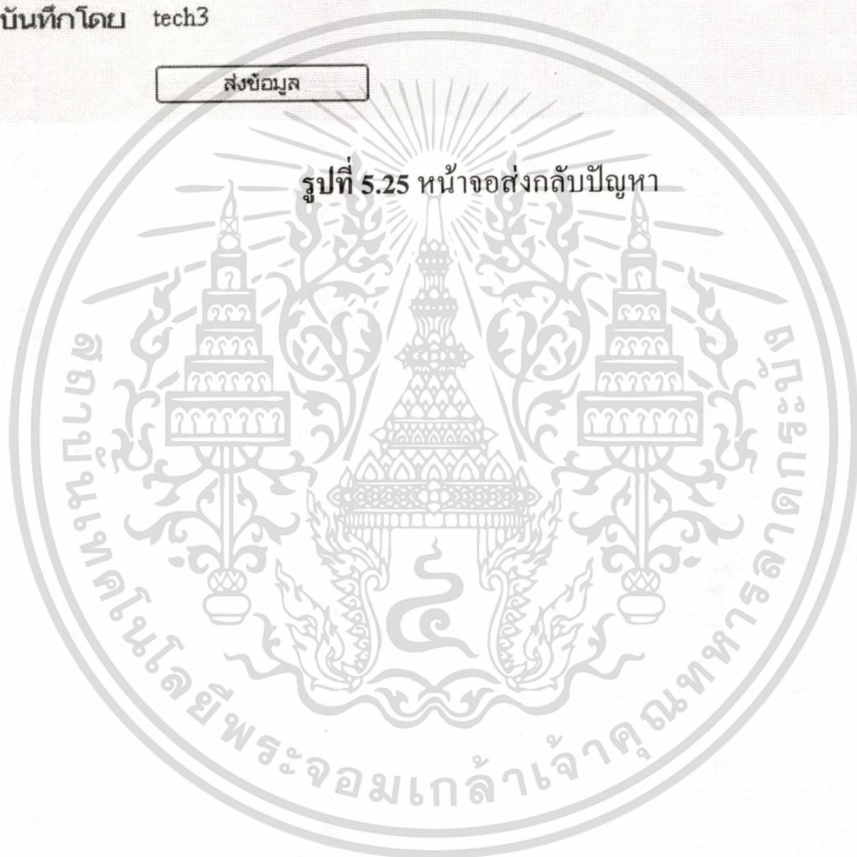 บันทึกโดย tech3
ส่งข้อมูล
รูปที่ 5.25 หน้าจอส่งกลับปัญหา
สถาบันเทคโนโลยีพระจอมเกล้าเจ้าคุณทหารลาดกระบัง